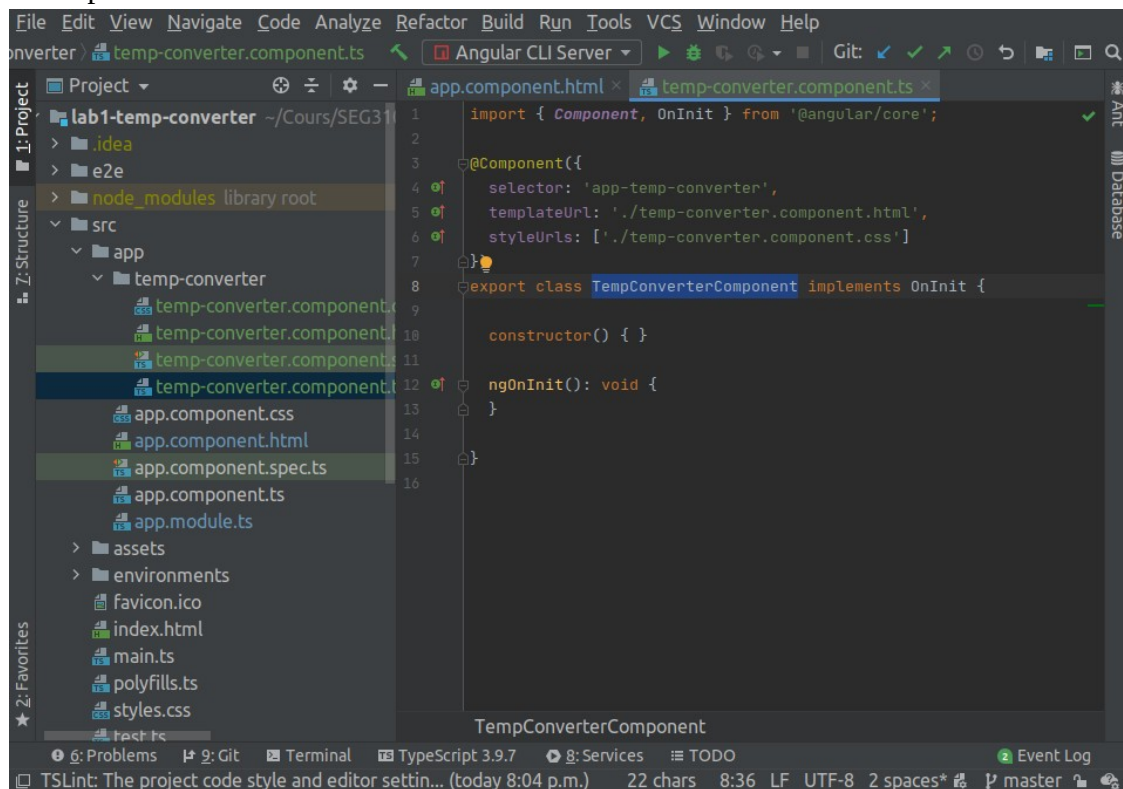 File Edit View Navigate Code Analyze Refactor Build Run Tools VCS Window Help
onverter temp-converter.component.ts Angular CLI Server Git:
Project app.component.html temp-converter.component.ts
1: Project
7: Structure
2: Favorites
lab1-temp-converter ~/Cours/SEG31
.idea
e2e
node_modules library root
src
app
temp-converter
temp-converter.component.
temp-converter.component.
temp-converter.component.
temp-converter.component.
app.component.css
app.component.html
app.component.spec.ts
app.component.ts
app.module.ts
assets
environments
favicon.ico
index.html
main.ts
polyfills.ts
styles.css
test.ts
1 import { Component, OnInit } from '@angular/core';
2
3 @Component({
4 selector: 'app-temp-converter',
5 templateUrl: './temp-converter.component.html',
6 styleUrls: ['./temp-converter.component.css']
7 }
8 export class TempConverterComponent implements OnInit {
9
10 constructor() { }
11
12 ngOnInit(): void {
13 }
14
15 }
16
TempConverterComponent
Ant
Database
6: Problems 9: Git Terminal TypeScript 3.9.7 8: Services TODO 2 Event Log
TSLint: The project code style and editor settin... (today 8:04 p.m.) 22 chars 8:36 LF UTF-8 2 spaces* master